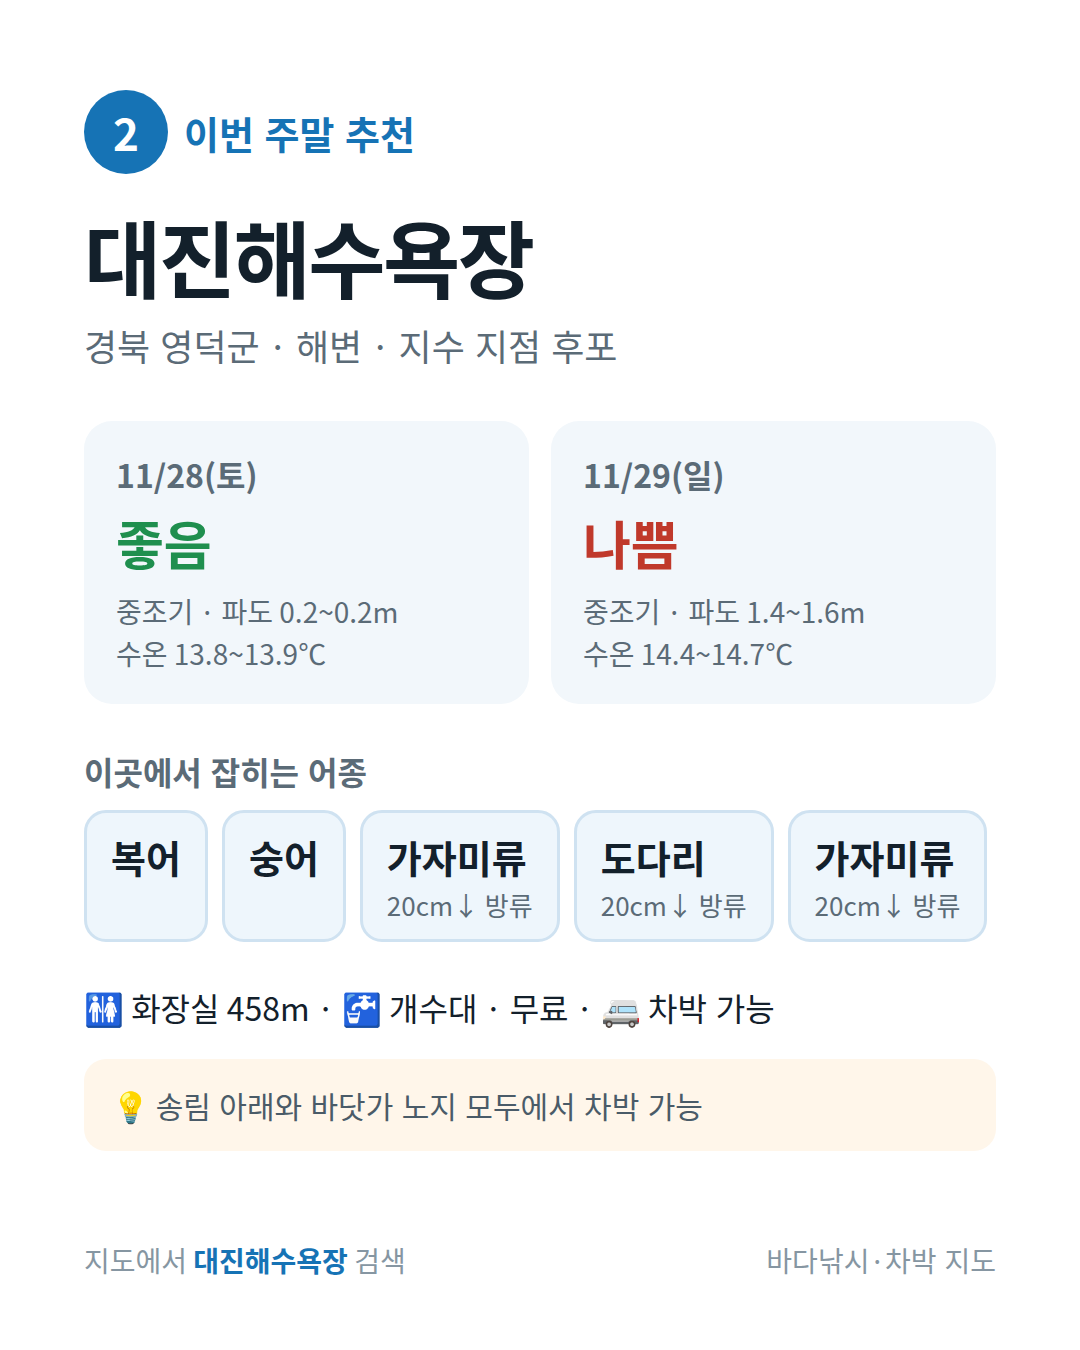 2 이번 주말 추천
대진해수욕장
경북 영덕군 · 해변 · 지수 지점 후포
11/28(토)
좋음
중조기 · 파도 0.2~0.2m
수온 13.8~13.9℃
11/29(일)
나쁨
중조기 · 파도 1.4~1.6m
수온 14.4~14.7℃
이곳에서 잡히는 어종
복어
숭어
가자미류
20cm↓ 방류
도다리
20cm↓ 방류
가자미류
20cm↓ 방류
🚻 화장실 458m · 🚰 개수대 · 무료 · 🚐 차박 가능
💡 송림 아래와 바닷가 노지 모두에서 차박 가능
지도에서 대진해수욕장 검색
바다낚시·차박 지도